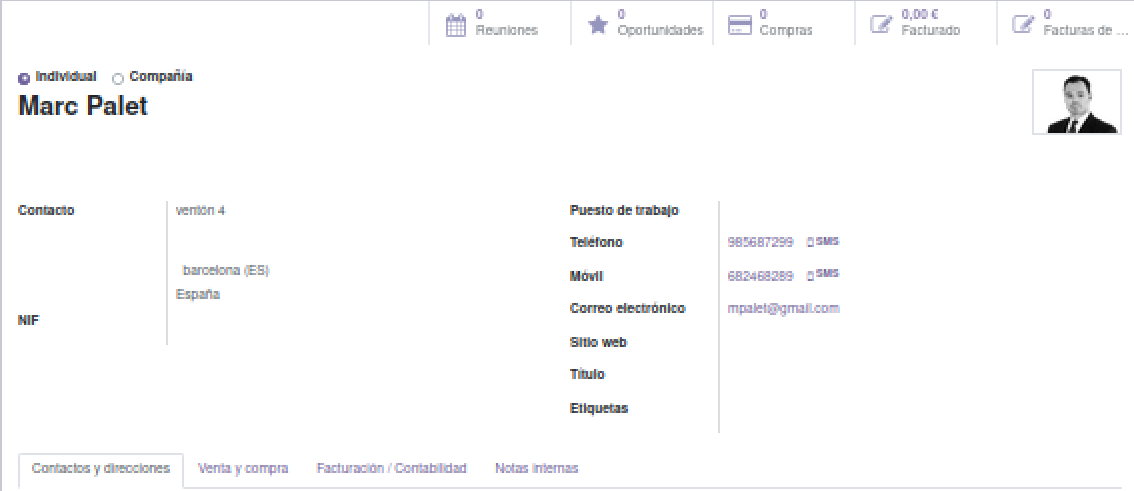 0
Reuniones
0
Oportunidades
0
Compras
0,00 €
Facturado
0
Facturas de ...
Individual Compañía
Marc Palet
Contacto ventón 4
barcelona (ES)
España
NIF
Puesto de trabajo
Teléfono 985687299 SMS
Móvil 682468289 SMS
Correo electrónico mpalet@gmail.com
Sitio web
Título
Etiquetas
Contactos y direcciones Venta y compra Facturación / Contabilidad Notas internas